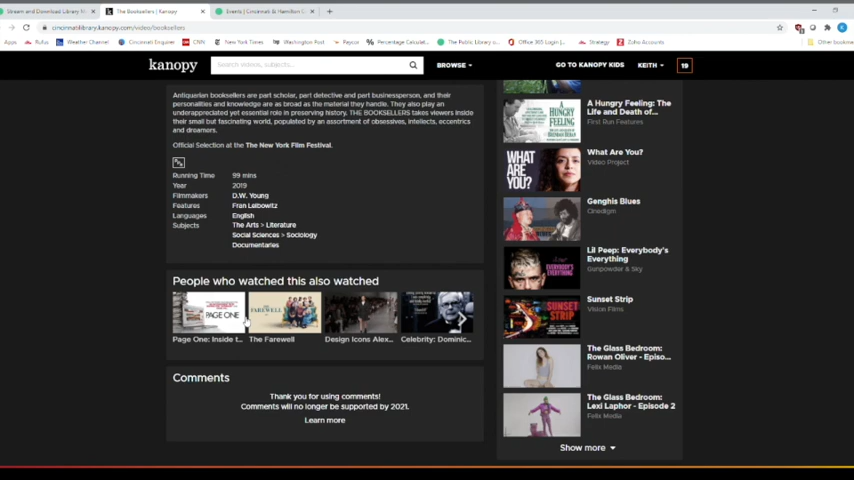 Stream and Download Library M
The Booksellers | Kanopy
Events | Cincinnati & Hamilton C
cincinnatilibrary.kanopy.com/video/booksellers
Apps
Rufus
Weather Channel
Cincinnati Enquirer
CNN
New York Times
Washington Post
Percentage Calculat...
The Public Library o...
Office 365 Login |...
Strategy
Zoho Accounts
Other bookma
kanopy
Search videos, subjects...
BROWSE
GO TO KANOPY KIDS
KEITH
19
Antiquarian booksellers are part scholar, part detective and part businessperson, and their
personalities and knowledge are as broad as the material they handle. They also play an
underappreciated yet essential role in preserving history. THE BOOKSELLERS takes viewers inside
their small but fascinating world, populated by an assortment of obsessives, intellects, eccentrics
and dreamers.
Official Selection at the The New York Film Festival.
Running Time 99 mins
Year 2019
Filmmakers D.W. Young
Features Fran Leibowitz
Languages English
Subjects The Arts > Literature
Social Sciences > Sociology
Documentaries
People who watched this also watched
PAGE ONE
THE FAREWELL
Page One: Inside t...
The Farewell
Design Icons Alex...
Celebrity: Dominic...
Comments
Thank you for using comments!
Comments will no longer be supported by 2021.
Learn more
A HUNGRY FEELING
A Hungry Feeling: The
Life and Death of...
First Run Features
WHAT ARE YOU?
What Are You?
Video Project
Genghis Blues
Cinedigm
EVERYBODY'S EVERYTHING
Lil Peep: Everybody's
Everything
Gunpowder & Sky
SUNSET STRIP
Sunset Strip
Vision Films
The Glass Bedroom:
Rowan Oliver - Episo...
Felix Media
The Glass Bedroom:
Lexi Laphor - Episode 2
Felix Media
Show more